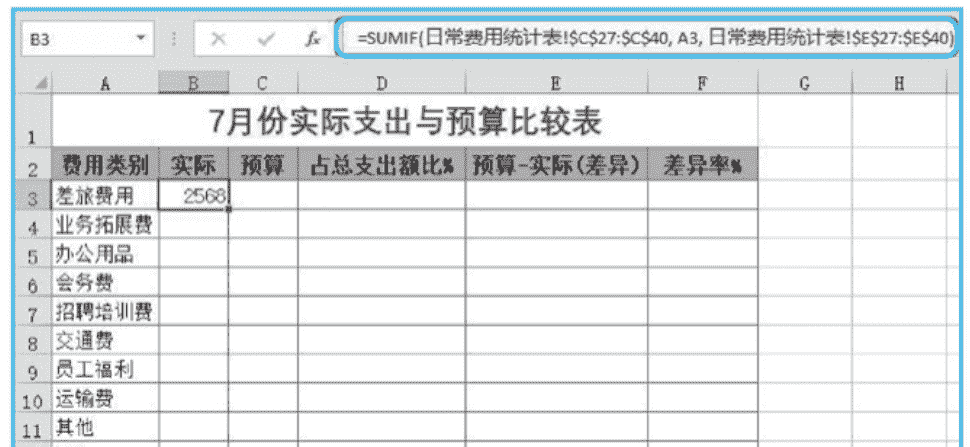 B3 fx =SUMIF(日常费用统计表!$C$27:$C$40, A3, 日常费用统计表!$E$27:$E$40)
A B C D E F G H
1 7月份实际支出与预算比较表
2 费用类别 实际 预算 占总支出额比% 预算-实际(差异) 差异率%
3 差旅费用 2568
4 业务拓展费
5 办公用品
6 会务费
7 招聘培训费
8 交通费
9 员工福利
10 运输费
11 其他